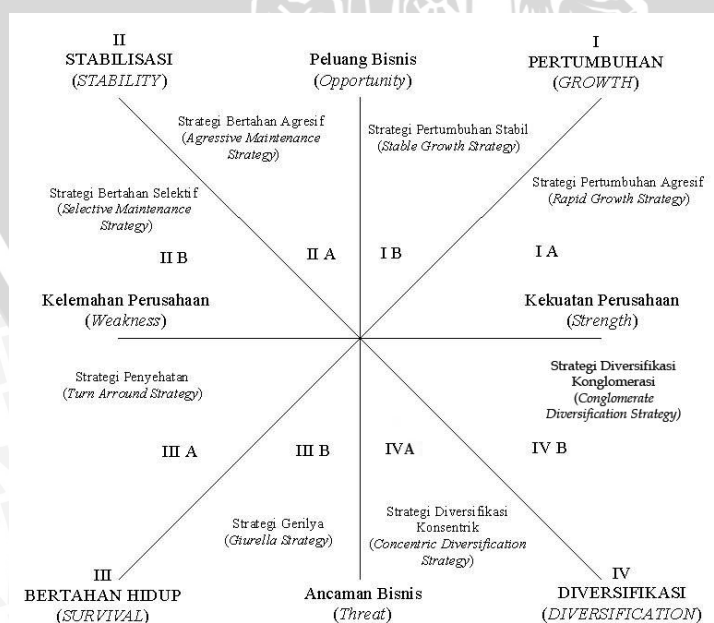 II
STABILISASI
(STABILITY)
Peluang Bisnis
(Opportunity)
I
PERTUMBUHAN
(GROWTH)
Strategi Bertahan Agresif
(Agressive Maintenance
Strategy)
Strategi Pertumbuhan Stabil
(Stable Growth Strategy)
Strategi Bertahan Selektif
(Selective Maintenance
Strategy)
Strategi Pertumbuhan Agresif
(Rapid Growth Strategy)
II B
II A
I B
I A
Kelemahan Perusahaan
(Weakness)
Kekuatan Perusahaan
(Strength)
Strategi Penyehatan
(Turn Arround Strategy)
Strategi Diversifikasi
Konglomerasi
(Conglomerate
Diversification Strategy)
III A
III B
IVA
IV B
Strategi Gerilya
(Giurella Strategy)
Strategi Diversifikasi
Konsentrik
(Concentric Diversification
Strategy)
III
BERTAHAN HIDUP
(SURVIVAL)
Ancaman Bisnis
(Threat)
IV
DIVERSIFIKASI
(DIVERSIFICATION)